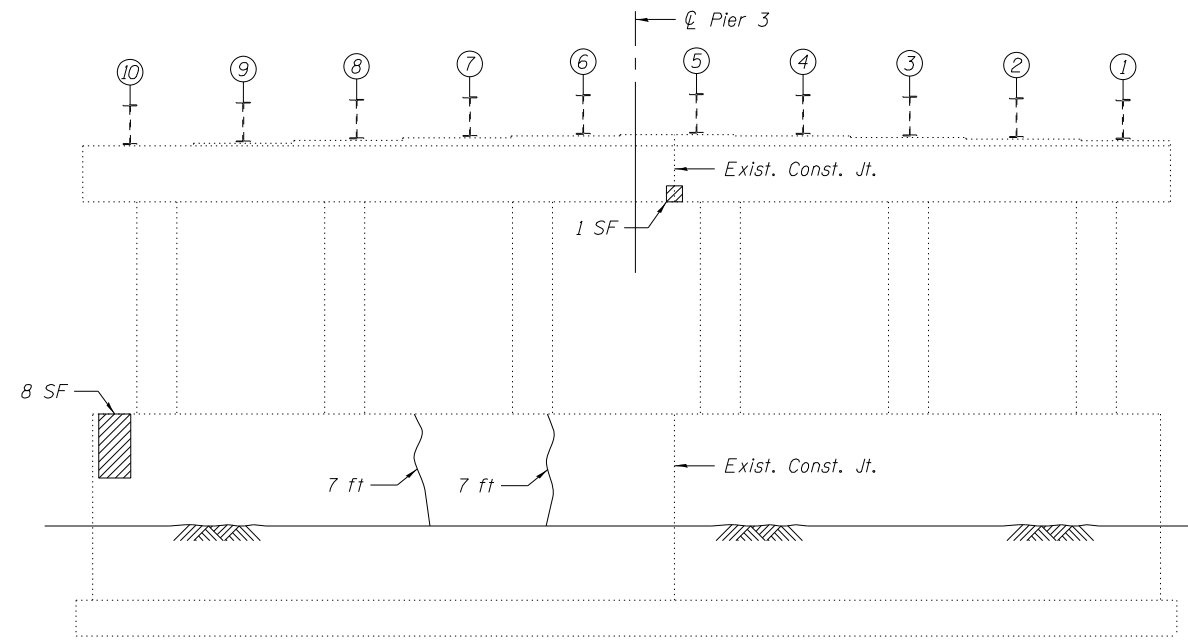 ℄ Pier 3
10 9 8 7 6 5 4 3 2 1
Exist. Const. Jt.
1 SF
8 SF
7 ft 7 ft
Exist. Const. Jt.